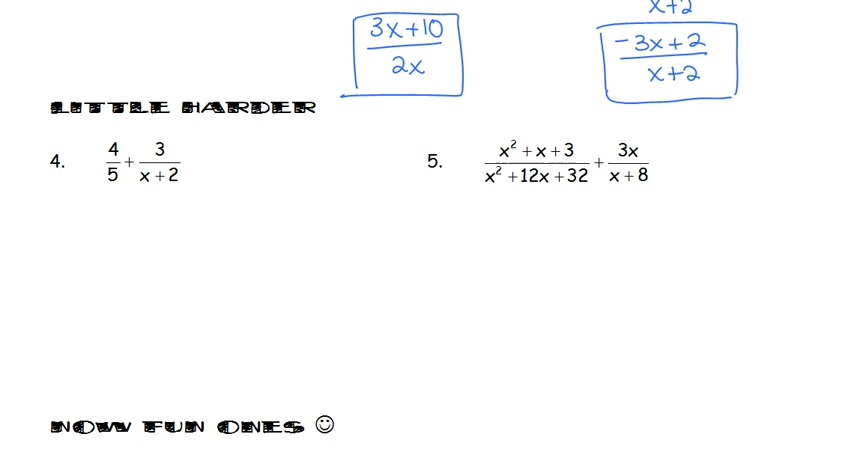 x+2
3x+10
2x
-3x+2
x+2
LITTLE HARDER
4. 4/5 + 3/(x + 2)
5. (x² + x + 3)/(x² + 12x + 32) + 3x/(x + 8)
NOW FUN ONES ☺